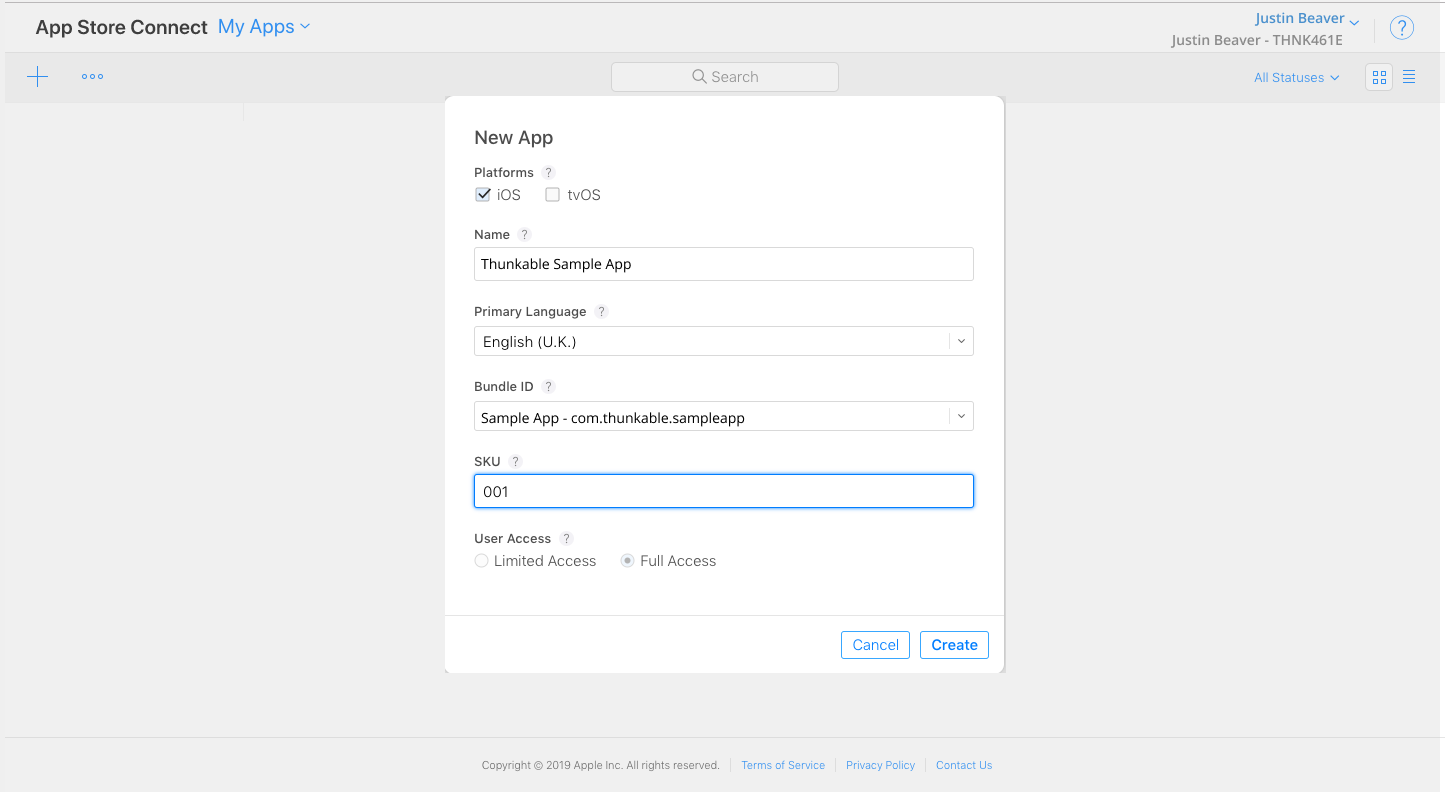 App Store Connect My Apps
Justin Beaver
Justin Beaver - THNK461E
?
Search
All Statuses
New App
Platforms ?
iOS tvOS
Name ?
Thunkable Sample App
Primary Language ?
English (U.K.)
Bundle ID ?
Sample App - com.thunkable.sampleapp
SKU ?
001
User Access ?
Limited Access Full Access
Cancel Create
Copyright © 2019 Apple Inc. All rights reserved. Terms of Service Privacy Policy Contact Us